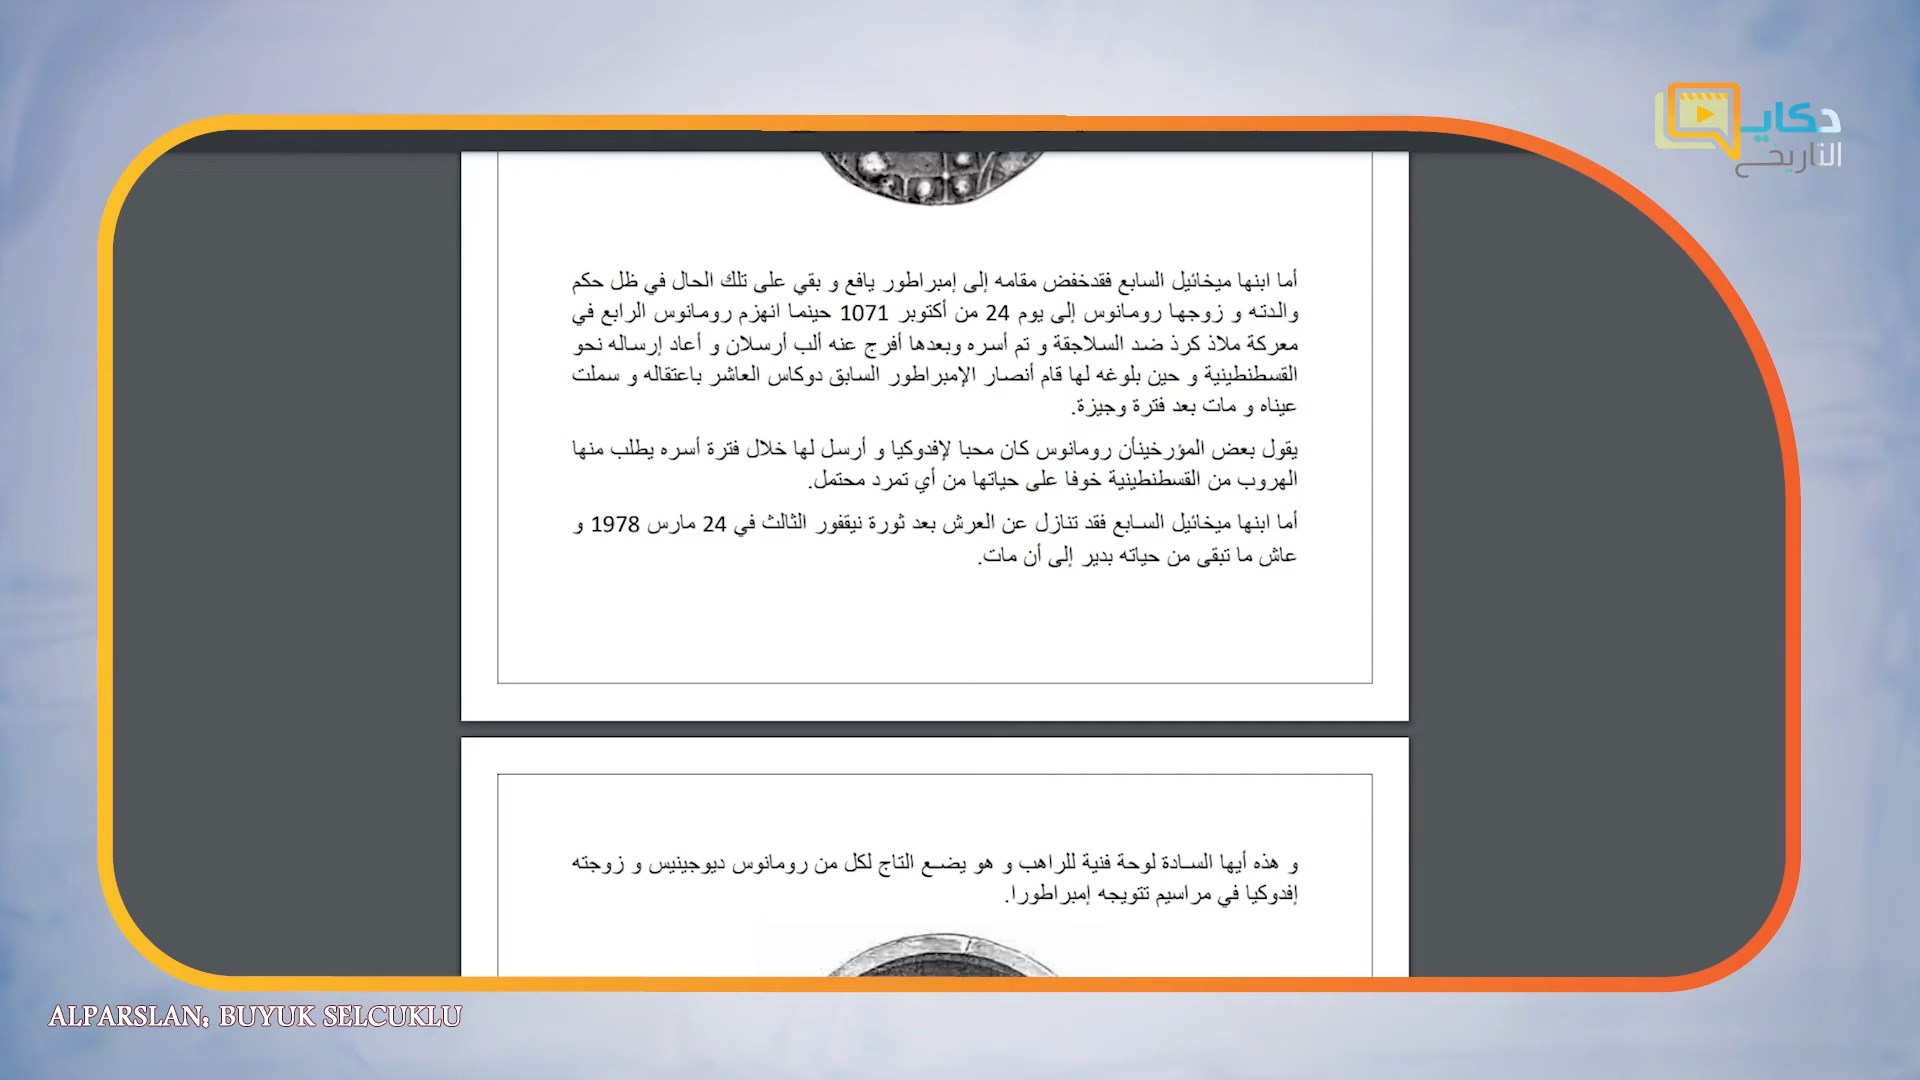 دكايـ
التاريخ
أما ابنها ميخائيل السابع فقدخفض مقامه إلى إمبراطور يافع و بقي على تلك الحال في ظل حكم
والدته و زوجها رومانوس إلى يوم 24 من أكتوبر 1071 حينما انهزم رومانوس الرابع في
معركة ملاذ كرذ ضد السلاجقة و تم أسره وبعدها أفرج عنه ألب أرسلان و أعاد إرساله نحو
القسطنطينية و حين بلوغه لها قام أنصار الإمبراطور السابق دوكاس العاشر باعتقاله و سملت
عيناه و مات بعد فترة وجيزة.
يقول بعض المؤرخينأن رومانوس كان محبا لإفدوكيا و أرسل لها خلال فترة أسره يطلب منها
الهروب من القسطنطينية خوفا على حياتها من أي تمرد محتمل.
أما ابنها ميخائيل السابع فقد تنازل عن العرش بعد ثورة نيقفور الثالث في 24 مارس 1978 و
عاش ما تبقى من حياته بدير إلى أن مات.
و هذه أيها السادة لوحة فنية للراهب و هو يضع التاج لكل من رومانوس ديوجينيس و زوجته
إفدوكيا في مراسيم تتويجه إمبراطورا.
ALPARSLAN: BUYUK SELCUKLU